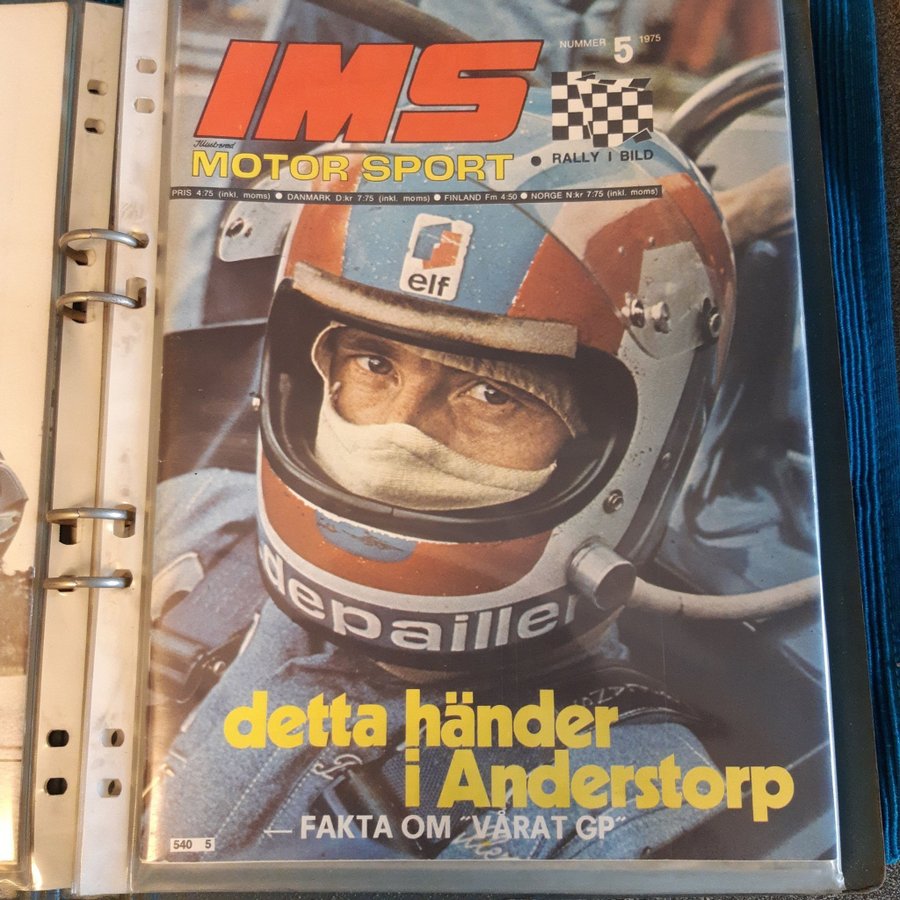 IMS
NUMMER 5 1975
Illustrerad
MOTOR SPORT
• RALLY I BILD
PRIS 4:75 (inkl. moms) ● DANMARK D:kr 7:75 (inkl. moms) ● FINLAND Fm 4:50 ● NORGE N:kr 7:75 (inkl. moms)
elf
depailler
detta händer
i Anderstorp
← FAKTA OM "VÅRAT GP"
540 5